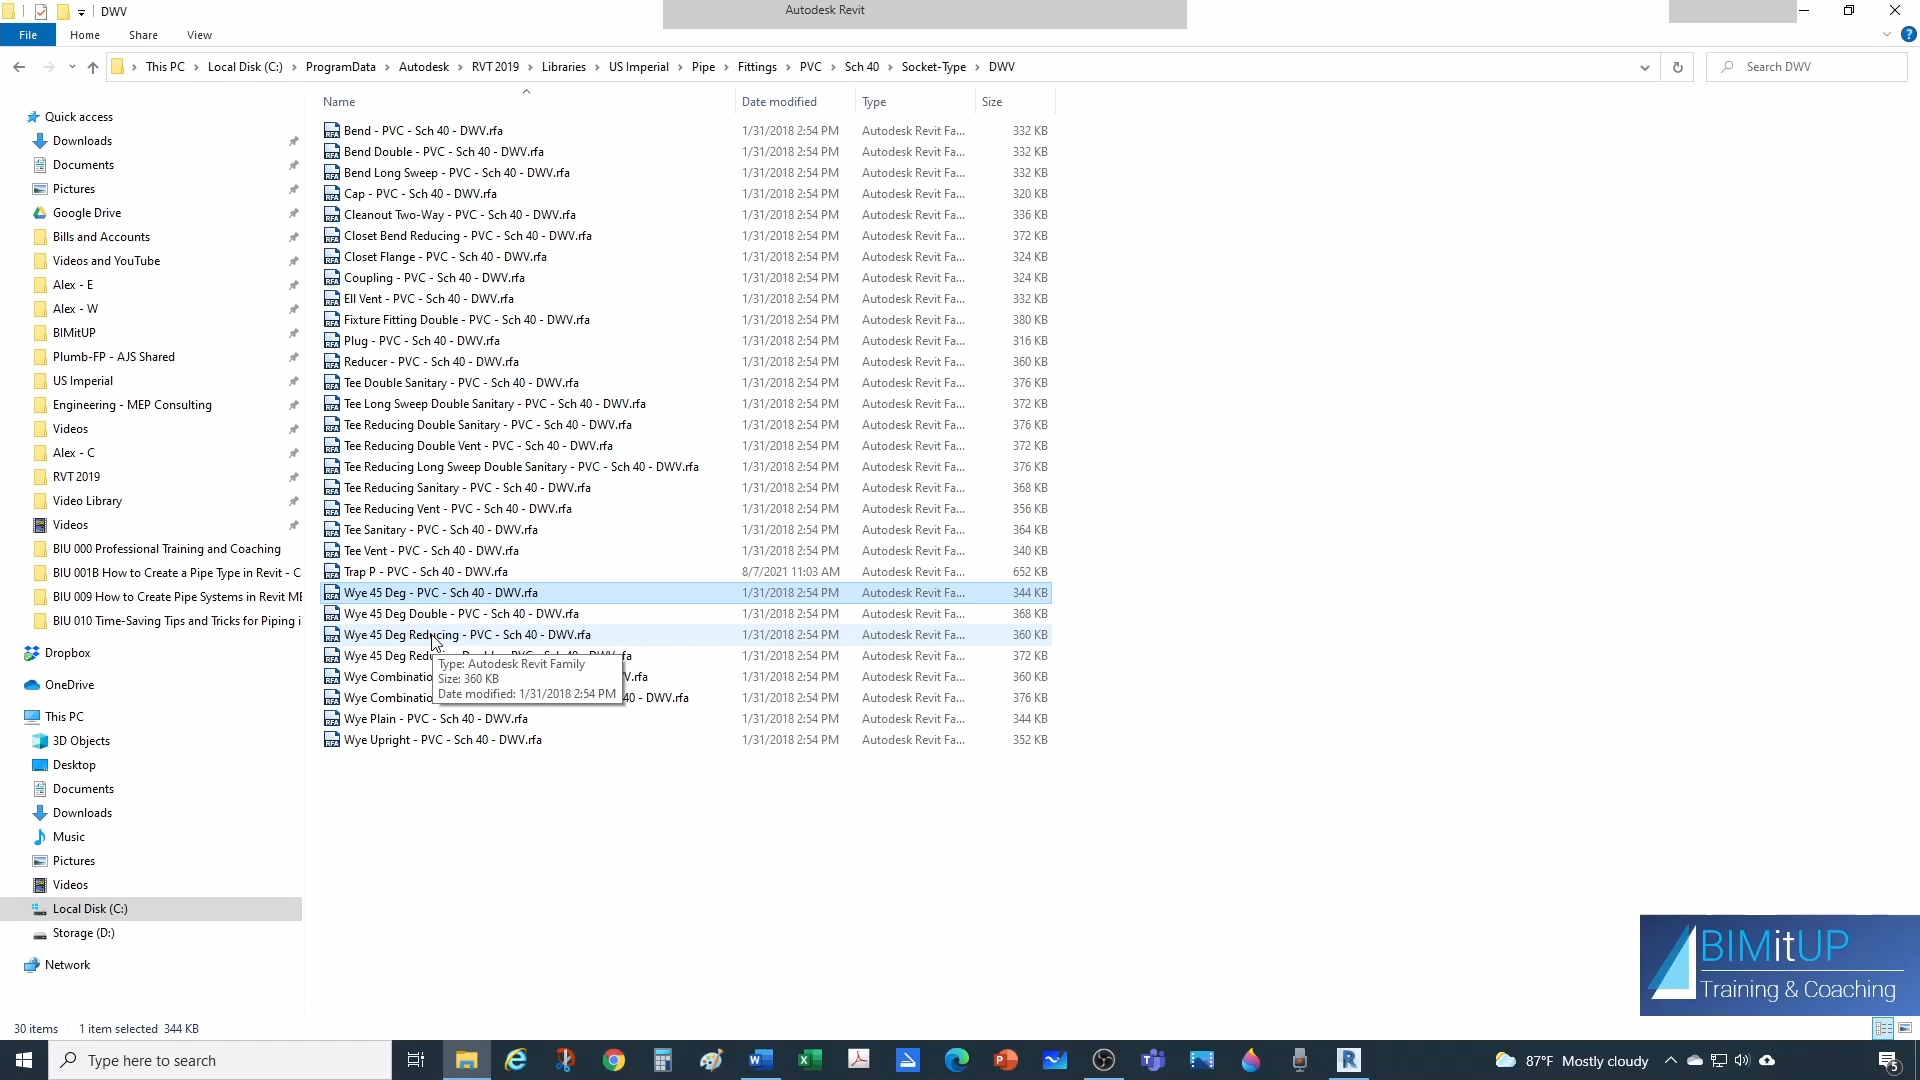 DWV
Autodesk Revit
File Home Share View
This PC Local Disk (C:) ProgramData Autodesk RVT 2019 Libraries US Imperial Pipe Fittings PVC Sch 40 Socket-Type DWV
Search DWV
Quick access
Downloads
Documents
Pictures
Google Drive
Bills and Accounts
Videos and YouTube
Alex - E
Alex - W
BIMitUP
Plumb-FP - AJS Shared
US Imperial
Engineering - MEP Consulting
Videos
Alex - C
RVT 2019
Video Library
Videos
BIU 000 Professional Training and Coaching
BIU 001B How to Create a Pipe Type in Revit - C
BIU 009 How to Create Pipe Systems in Revit ME
BIU 010 Time-Saving Tips and Tricks for Piping i
Dropbox
OneDrive
This PC
3D Objects
Desktop
Documents
Downloads
Music
Pictures
Videos
Local Disk (C:)
Storage (D:)
Network
Name Date modified Type Size
Bend - PVC - Sch 40 - DWV.rfa 1/31/2018 2:54 PM Autodesk Revit Fa... 332 KB
Bend Double - PVC - Sch 40 - DWV.rfa 1/31/2018 2:54 PM Autodesk Revit Fa... 332 KB
Bend Long Sweep - PVC - Sch 40 - DWV.rfa 1/31/2018 2:54 PM Autodesk Revit Fa... 332 KB
Cap - PVC - Sch 40 - DWV.rfa 1/31/2018 2:54 PM Autodesk Revit Fa... 320 KB
Cleanout Two-Way - PVC - Sch 40 - DWV.rfa 1/31/2018 2:54 PM Autodesk Revit Fa... 336 KB
Closet Bend Reducing - PVC - Sch 40 - DWV.rfa 1/31/2018 2:54 PM Autodesk Revit Fa... 372 KB
Closet Flange - PVC - Sch 40 - DWV.rfa 1/31/2018 2:54 PM Autodesk Revit Fa... 324 KB
Coupling - PVC - Sch 40 - DWV.rfa 1/31/2018 2:54 PM Autodesk Revit Fa... 324 KB
Ell Vent - PVC - Sch 40 - DWV.rfa 1/31/2018 2:54 PM Autodesk Revit Fa... 332 KB
Fixture Fitting Double - PVC - Sch 40 - DWV.rfa 1/31/2018 2:54 PM Autodesk Revit Fa... 380 KB
Plug - PVC - Sch 40 - DWV.rfa 1/31/2018 2:54 PM Autodesk Revit Fa... 316 KB
Reducer - PVC - Sch 40 - DWV.rfa 1/31/2018 2:54 PM Autodesk Revit Fa... 360 KB
Tee Double Sanitary - PVC - Sch 40 - DWV.rfa 1/31/2018 2:54 PM Autodesk Revit Fa... 376 KB
Tee Long Sweep Double Sanitary - PVC - Sch 40 - DWV.rfa 1/31/2018 2:54 PM Autodesk Revit Fa... 372 KB
Tee Reducing Double Sanitary - PVC - Sch 40 - DWV.rfa 1/31/2018 2:54 PM Autodesk Revit Fa... 376 KB
Tee Reducing Double Vent - PVC - Sch 40 - DWV.rfa 1/31/2018 2:54 PM Autodesk Revit Fa... 372 KB
Tee Reducing Long Sweep Double Sanitary - PVC - Sch 40 - DWV.rfa 1/31/2018 2:54 PM Autodesk Revit Fa... 376 KB
Tee Reducing Sanitary - PVC - Sch 40 - DWV.rfa 1/31/2018 2:54 PM Autodesk Revit Fa... 368 KB
Tee Reducing Vent - PVC - Sch 40 - DWV.rfa 1/31/2018 2:54 PM Autodesk Revit Fa... 356 KB
Tee Sanitary - PVC - Sch 40 - DWV.rfa 1/31/2018 2:54 PM Autodesk Revit Fa... 364 KB
Tee Vent - PVC - Sch 40 - DWV.rfa 1/31/2018 2:54 PM Autodesk Revit Fa... 340 KB
Trap P - PVC - Sch 40 - DWV.rfa 8/7/2021 11:03 AM Autodesk Revit Fa... 652 KB
Wye 45 Deg - PVC - Sch 40 - DWV.rfa 1/31/2018 2:54 PM Autodesk Revit Fa... 344 KB
Wye 45 Deg Double - PVC - Sch 40 - DWV.rfa 1/31/2018 2:54 PM Autodesk Revit Fa... 368 KB
Wye 45 Deg Reducing - PVC - Sch 40 - DWV.rfa 1/31/2018 2:54 PM Autodesk Revit Fa... 360 KB
Wye 45 Deg 1/31/2018 2:54 PM Autodesk Revit Fa... 372 KB
Wye Combinatio V.rfa 1/31/2018 2:54 PM Autodesk Revit Fa... 360 KB
Wye Combinatio 40 - DWV.rfa 1/31/2018 2:54 PM Autodesk Revit Fa... 376 KB
Wye Plain - PVC - Sch 40 - DWV.rfa 1/31/2018 2:54 PM Autodesk Revit Fa... 344 KB
Wye Upright - PVC - Sch 40 - DWV.rfa 1/31/2018 2:54 PM Autodesk Revit Fa... 352 KB
Type: Autodesk Revit Family
Size: 360 KB
Date modified: 1/31/2018 2:54 PM
BIMitUP
Training & Coaching
30 items 1 item selected 344 KB
Type here to search
87°F Mostly cloudy
5